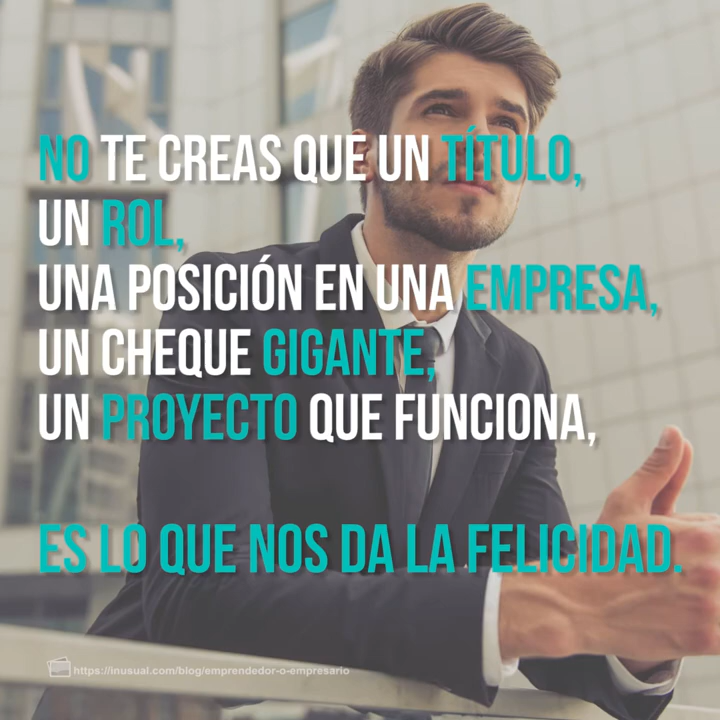 NO TE CREAS QUE UN TÍTULO,
UN ROL,
UNA POSICIÓN EN UNA EMPRESA,
UN CHEQUE GIGANTE,
UN PROYECTO QUE FUNCIONA,
ES LO QUE NOS DA LA FELICIDAD.
https://inusual.com/blog/emprendedor-o-empresario